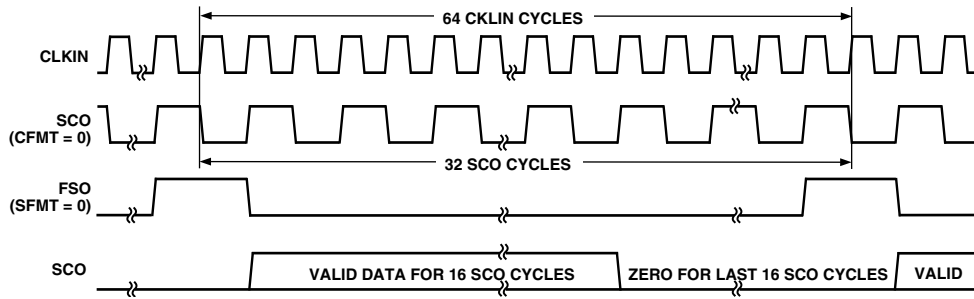 64 CKLIN CYCLES
CLKIN
SCO
(CFMT = 0)
32 SCO CYCLES
FSO
(SFMT = 0)
SCO
VALID DATA FOR 16 SCO CYCLES
ZERO FOR LAST 16 SCO CYCLES
VALID